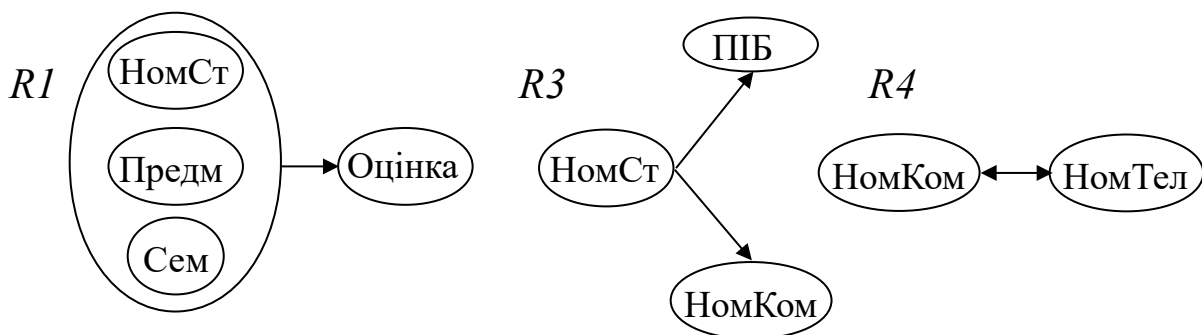 R1
НомСт
Предм
Сем
Оцінка
R3
ПІБ
НомСт
НомКом
R4
НомКом
НомТел